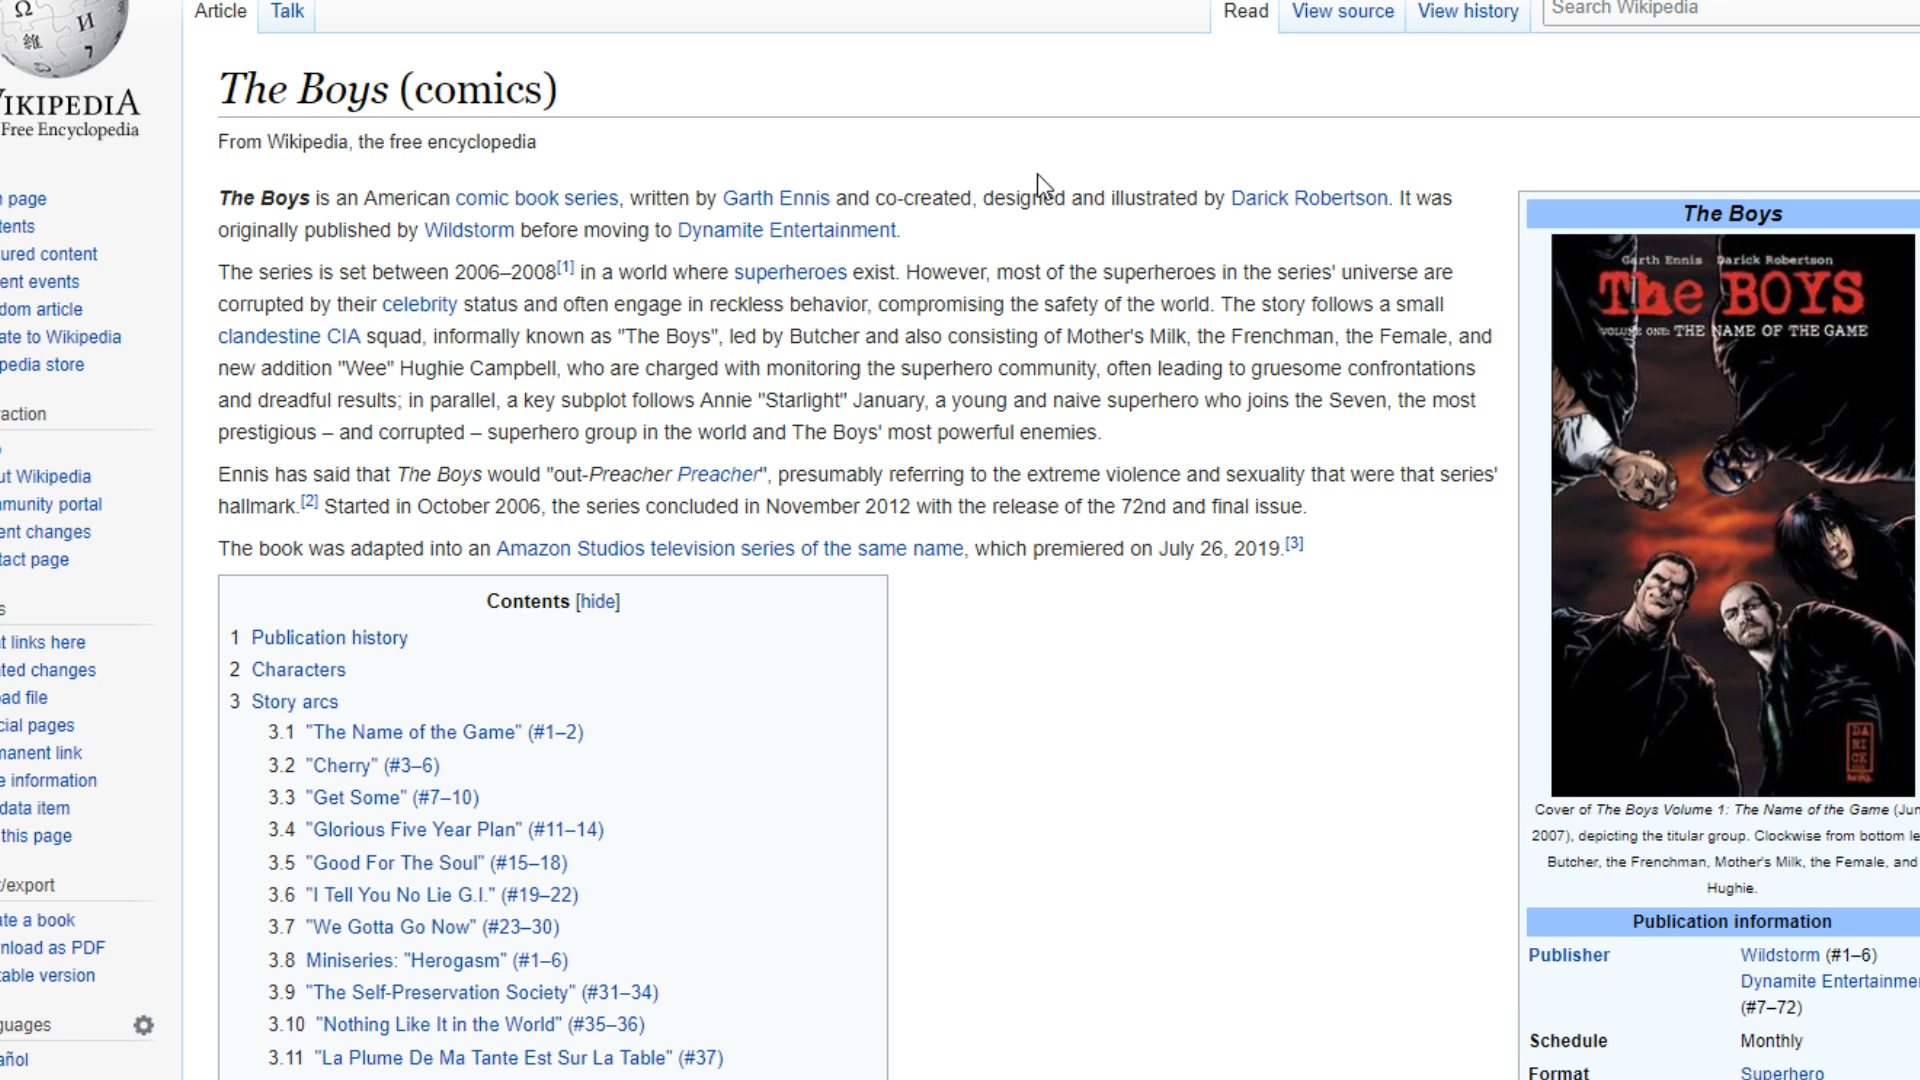 Article
Talk
Read
View source
View history
Search Wikipedia
Ω
И
維
7
WIKIPEDIA
Free Encyclopedia
page
tents
ured content
ent events
dom article
ate to Wikipedia
pedia store
raction
ut Wikipedia
munity portal
ent changes
tact page
s
t links here
ted changes
ad file
cial pages
manent link
e information
data item
this page
/export
ate a book
nload as PDF
table version
guages
añol
The Boys (comics)
From Wikipedia, the free encyclopedia
The Boys is an American comic book series, written by Garth Ennis and co-created, designed and illustrated by Darick Robertson. It was
originally published by Wildstorm before moving to Dynamite Entertainment.
The series is set between 2006–2008[1] in a world where superheroes exist. However, most of the superheroes in the series' universe are
corrupted by their celebrity status and often engage in reckless behavior, compromising the safety of the world. The story follows a small
clandestine CIA squad, informally known as "The Boys", led by Butcher and also consisting of Mother's Milk, the Frenchman, the Female, and
new addition "Wee" Hughie Campbell, who are charged with monitoring the superhero community, often leading to gruesome confrontations
and dreadful results; in parallel, a key subplot follows Annie "Starlight" January, a young and naive superhero who joins the Seven, the most
prestigious – and corrupted – superhero group in the world and The Boys' most powerful enemies.
Ennis has said that The Boys would "out-Preacher Preacher", presumably referring to the extreme violence and sexuality that were that series'
hallmark.[2] Started in October 2006, the series concluded in November 2012 with the release of the 72nd and final issue.
The book was adapted into an Amazon Studios television series of the same name, which premiered on July 26, 2019.[3]
Contents [hide]
1 Publication history
2 Characters
3 Story arcs
3.1 "The Name of the Game" (#1–2)
3.2 "Cherry" (#3–6)
3.3 "Get Some" (#7–10)
3.4 "Glorious Five Year Plan" (#11–14)
3.5 "Good For The Soul" (#15–18)
3.6 "I Tell You No Lie G.I." (#19–22)
3.7 "We Gotta Go Now" (#23–30)
3.8 Miniseries: "Herogasm" (#1–6)
3.9 "The Self-Preservation Society" (#31–34)
3.10 "Nothing Like It in the World" (#35–36)
3.11 "La Plume De Ma Tante Est Sur La Table" (#37)
The Boys
Garth Ennis Darick Robertson
The BOYS
VOLUME ONE: THE NAME OF THE GAME
DA
RI
CK
Cover of The Boys Volume 1: The Name of the Game (Jun
2007), depicting the titular group. Clockwise from bottom le
Butcher, the Frenchman, Mother's Milk, the Female, and
Hughie.
Publication information
Publisher Wildstorm (#1–6)
Dynamite Entertainme
(#7–72)
Schedule Monthly
Format Superhero